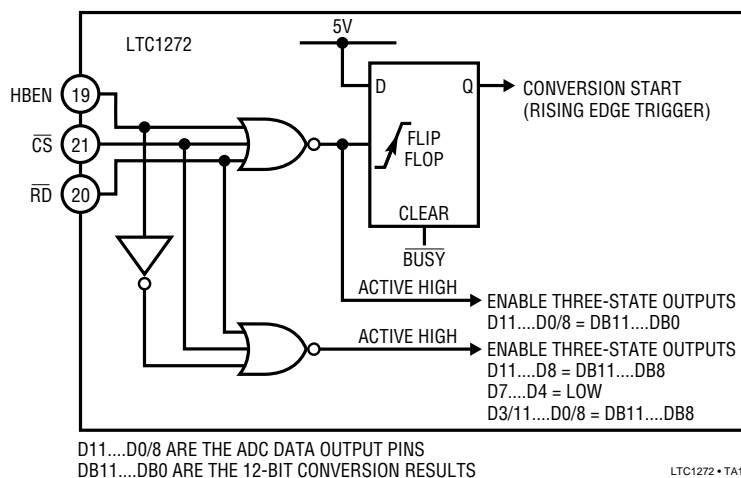 5V
LTC1272
HBEN 19
CS 21
RD 20
D Q
CONVERSION START
(RISING EDGE TRIGGER)
FLIP
FLOP
CLEAR
BUSY
ACTIVE HIGH
ENABLE THREE-STATE OUTPUTS
D11....D0/8 = DB11....DB0
ACTIVE HIGH
ENABLE THREE-STATE OUTPUTS
D11....D8 = DB11....DB8
D7....D4 = LOW
D3/11....D0/8 = DB11....DB8
D11....D0/8 ARE THE ADC DATA OUTPUT PINS
DB11....DB0 ARE THE 12-BIT CONVERSION RESULTS
LTC1272 • TA1